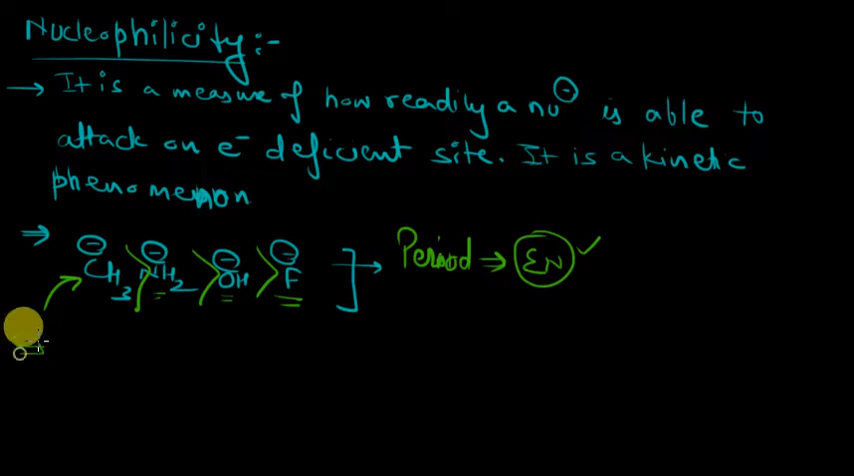 Nucleophilicity:-
→ It is a measure of how readily a nu⊖ is able to
attack on e⁻ deficient site. It is a kinetic
phenomenon
⇒ ⊖CH₃ > ⊖NH₂ > ⊖OH > ⊖F ] → Period → EN ✓